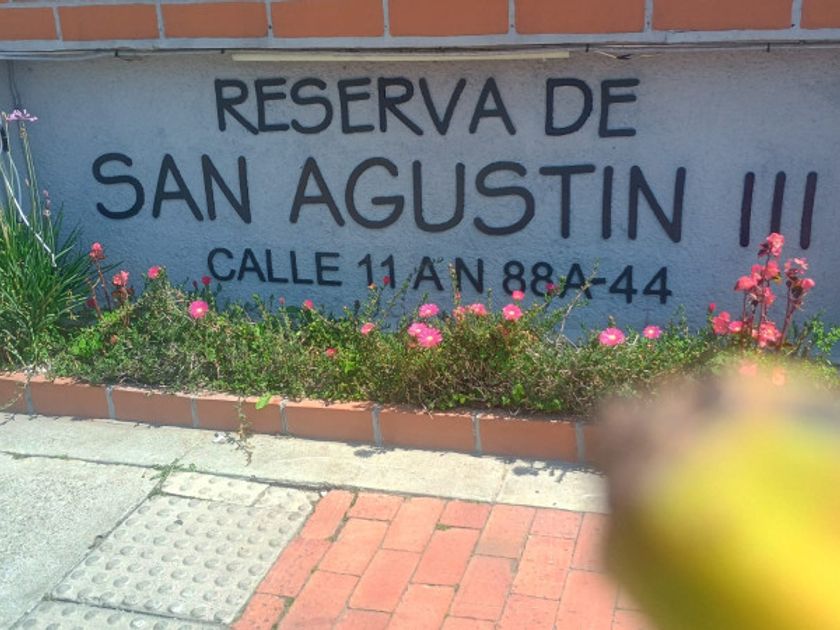 RESERVA DE
SAN AGUSTIN III
CALLE 11 A N 88A-44